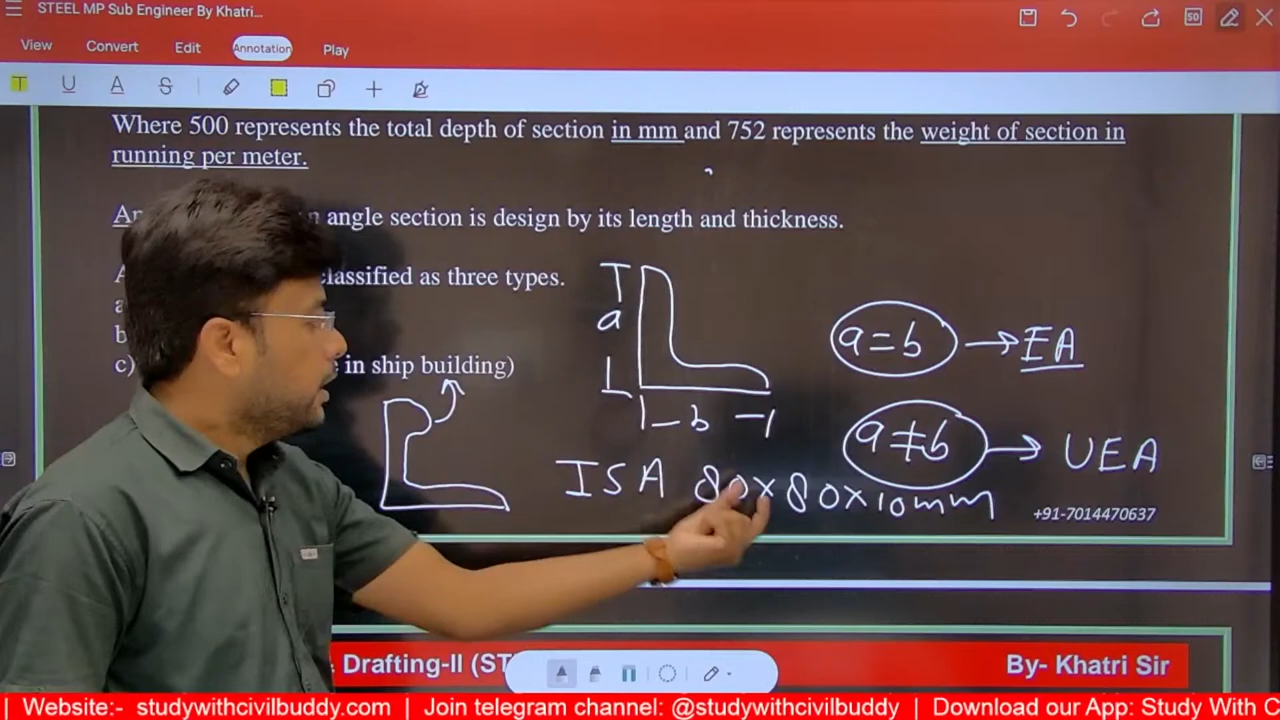 STEEL MP Sub Engineer By Khatri...
50
View Convert Edit Annotation Play
T U A S
Where 500 represents the total depth of section in mm and 752 represents the weight of section in
running per meter.
angle section is design by its length and thickness.
classified as three types.
in ship building)
c)
a
b
a = b → EA
a ≠ b → UEA
ISA 80×80×10mm
+91-7014470637
Drafting-II (ST
By- Khatri Sir
| Website:- studywithcivilbuddy.com | Join telegram channel: @studywithcivilbuddy | Download our App: Study With C